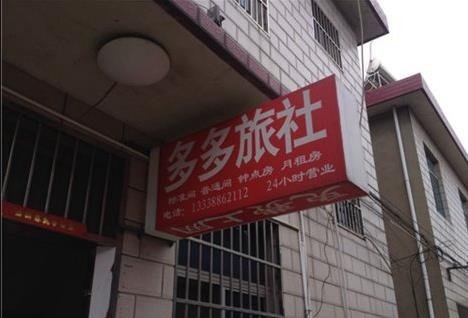 多多旅社
标准间 普通间 钟点房 月租房
电话: 13338862112 24小时营业